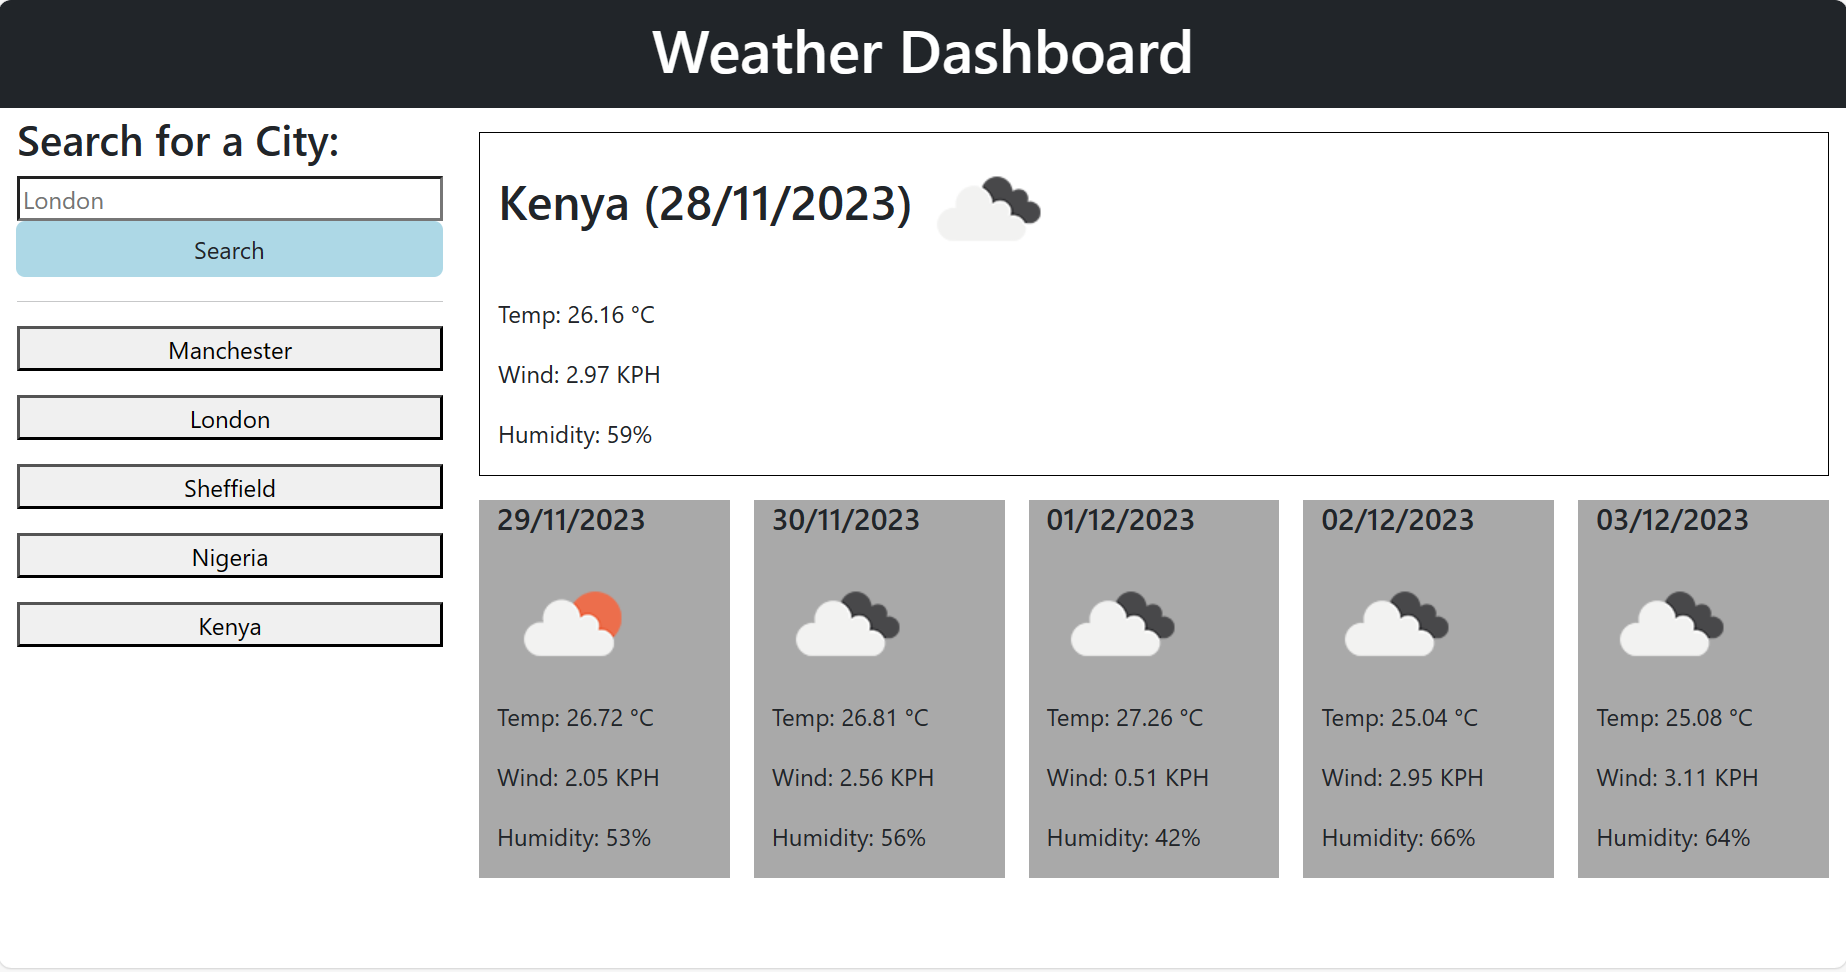 Weather Dashboard
Search for a City:
London
Search
Manchester
London
Sheffield
Nigeria
Kenya
Kenya (28/11/2023)
Temp: 26.16 °C
Wind: 2.97 KPH
Humidity: 59%
29/11/2023
Temp: 26.72 °C
Wind: 2.05 KPH
Humidity: 53%
30/11/2023
Temp: 26.81 °C
Wind: 2.56 KPH
Humidity: 56%
01/12/2023
Temp: 27.26 °C
Wind: 0.51 KPH
Humidity: 42%
02/12/2023
Temp: 25.04 °C
Wind: 2.95 KPH
Humidity: 66%
03/12/2023
Temp: 25.08 °C
Wind: 3.11 KPH
Humidity: 64%